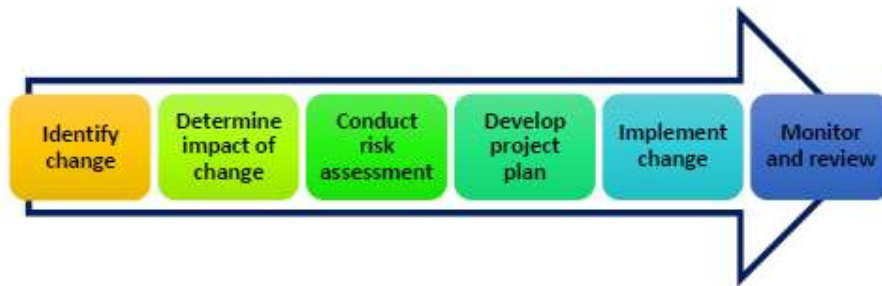 Identify
change
Determine
impact of
change
Conduct
risk
assessment
Develop
project
plan
Implement
change
Monitor
and review